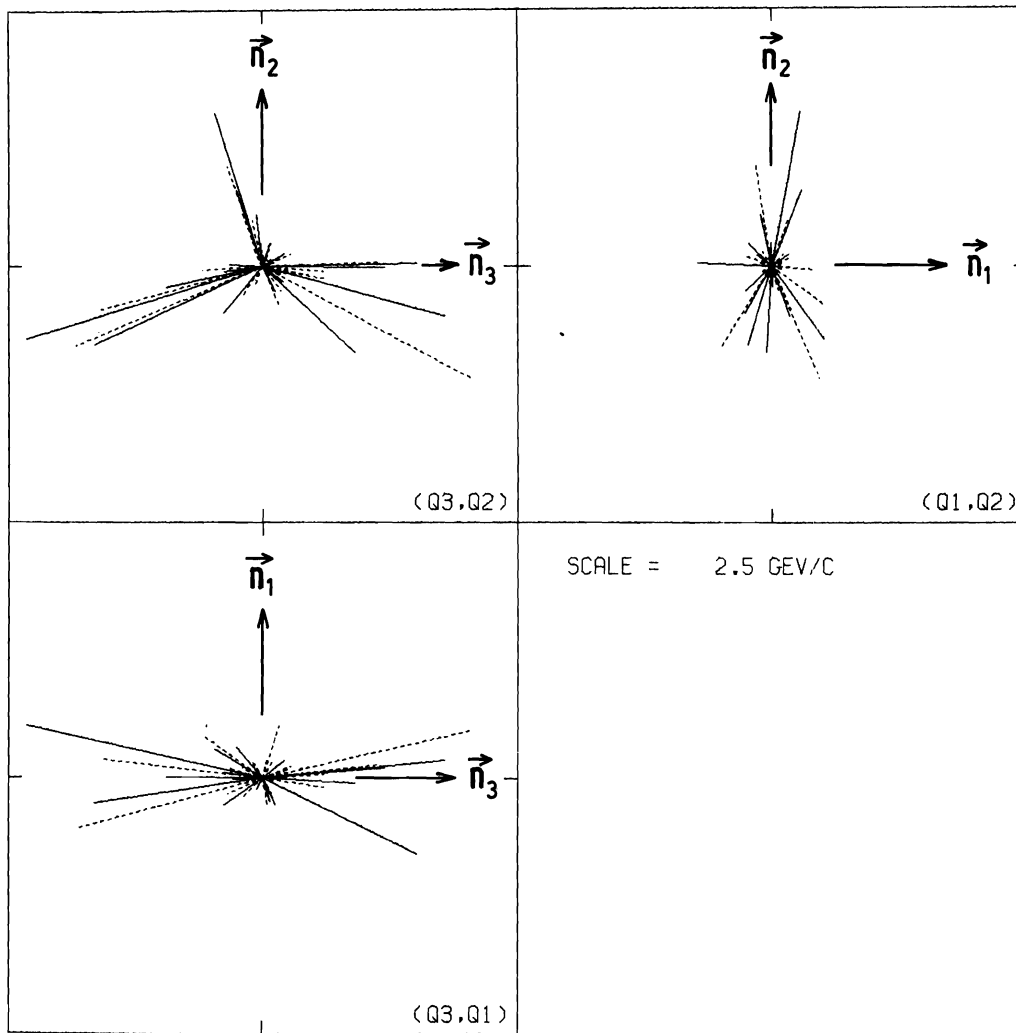 n⃗₂
n⃗₃
(Q3,Q2)
n⃗₂
n⃗₁
(Q1,Q2)
n⃗₁
n⃗₃
(Q3,Q1)
SCALE = 2.5 GEV/C